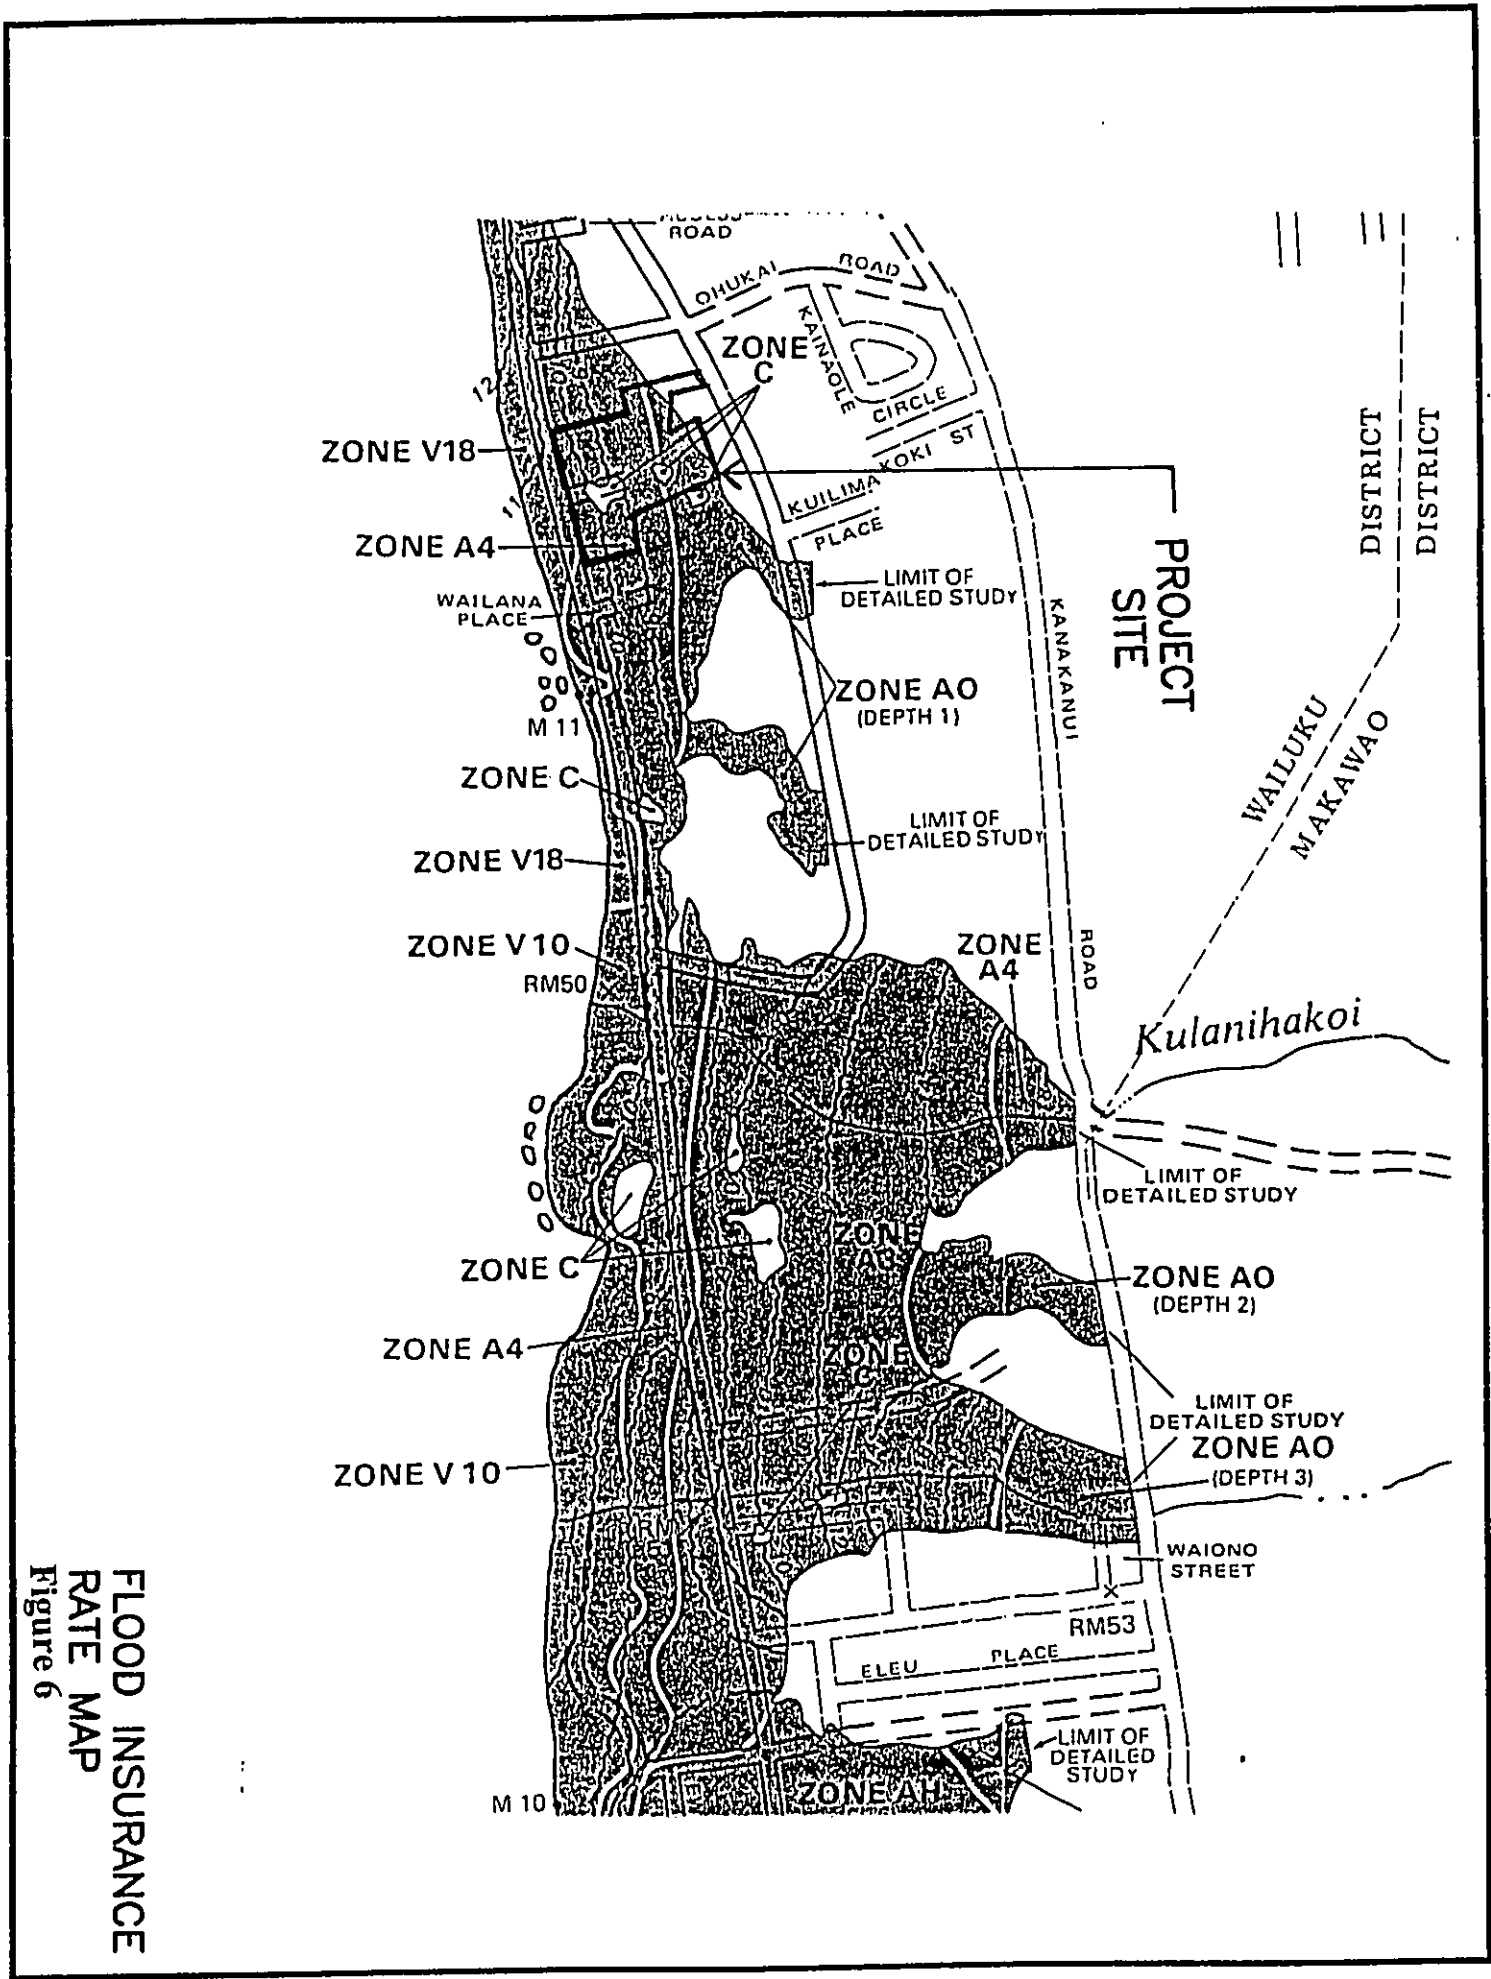 ROAD
OHUKAI ROAD
KAINAOLE
CIRCLE
ZONE
C
12
ZONE V18
11
KOKI ST
KUILIMA
PLACE
DISTRICT
DISTRICT
PROJECT
SITE
ZONE A4
WAILANA
PLACE
LIMIT OF
DETAILED STUDY
KANAKANUI
ROAD
ZONE AO
(DEPTH 1)
M 11
WAILUKU
MAKAWAO
ZONE C
LIMIT OF
DETAILED STUDY
ZONE V18
ZONE V 10
RM50
ZONE
A4
Kulanihakoi
LIMIT OF
DETAILED STUDY
ZONE
ZONE C
ZONE AO
(DEPTH 2)
ZONE A4
ZONE
C
LIMIT OF
DETAILED STUDY
ZONE AO
(DEPTH 3)
ZONE V 10
WAIONO
STREET
RM53
ELEU PLACE
LIMIT OF
DETAILED
STUDY
ZONE AH
M 10
FLOOD INSURANCE
RATE MAP
Figure 6